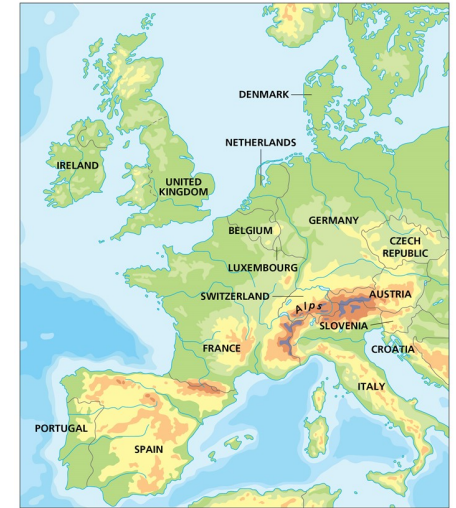 DENMARK
NETHERLANDS
IRELAND
UNITED
KINGDOM
GERMANY
BELGIUM
CZECH
REPUBLIC
LUXEMBOURG
SWITZERLAND
Alps
AUSTRIA
SLOVENIA
FRANCE
CROATIA
ITALY
PORTUGAL
SPAIN